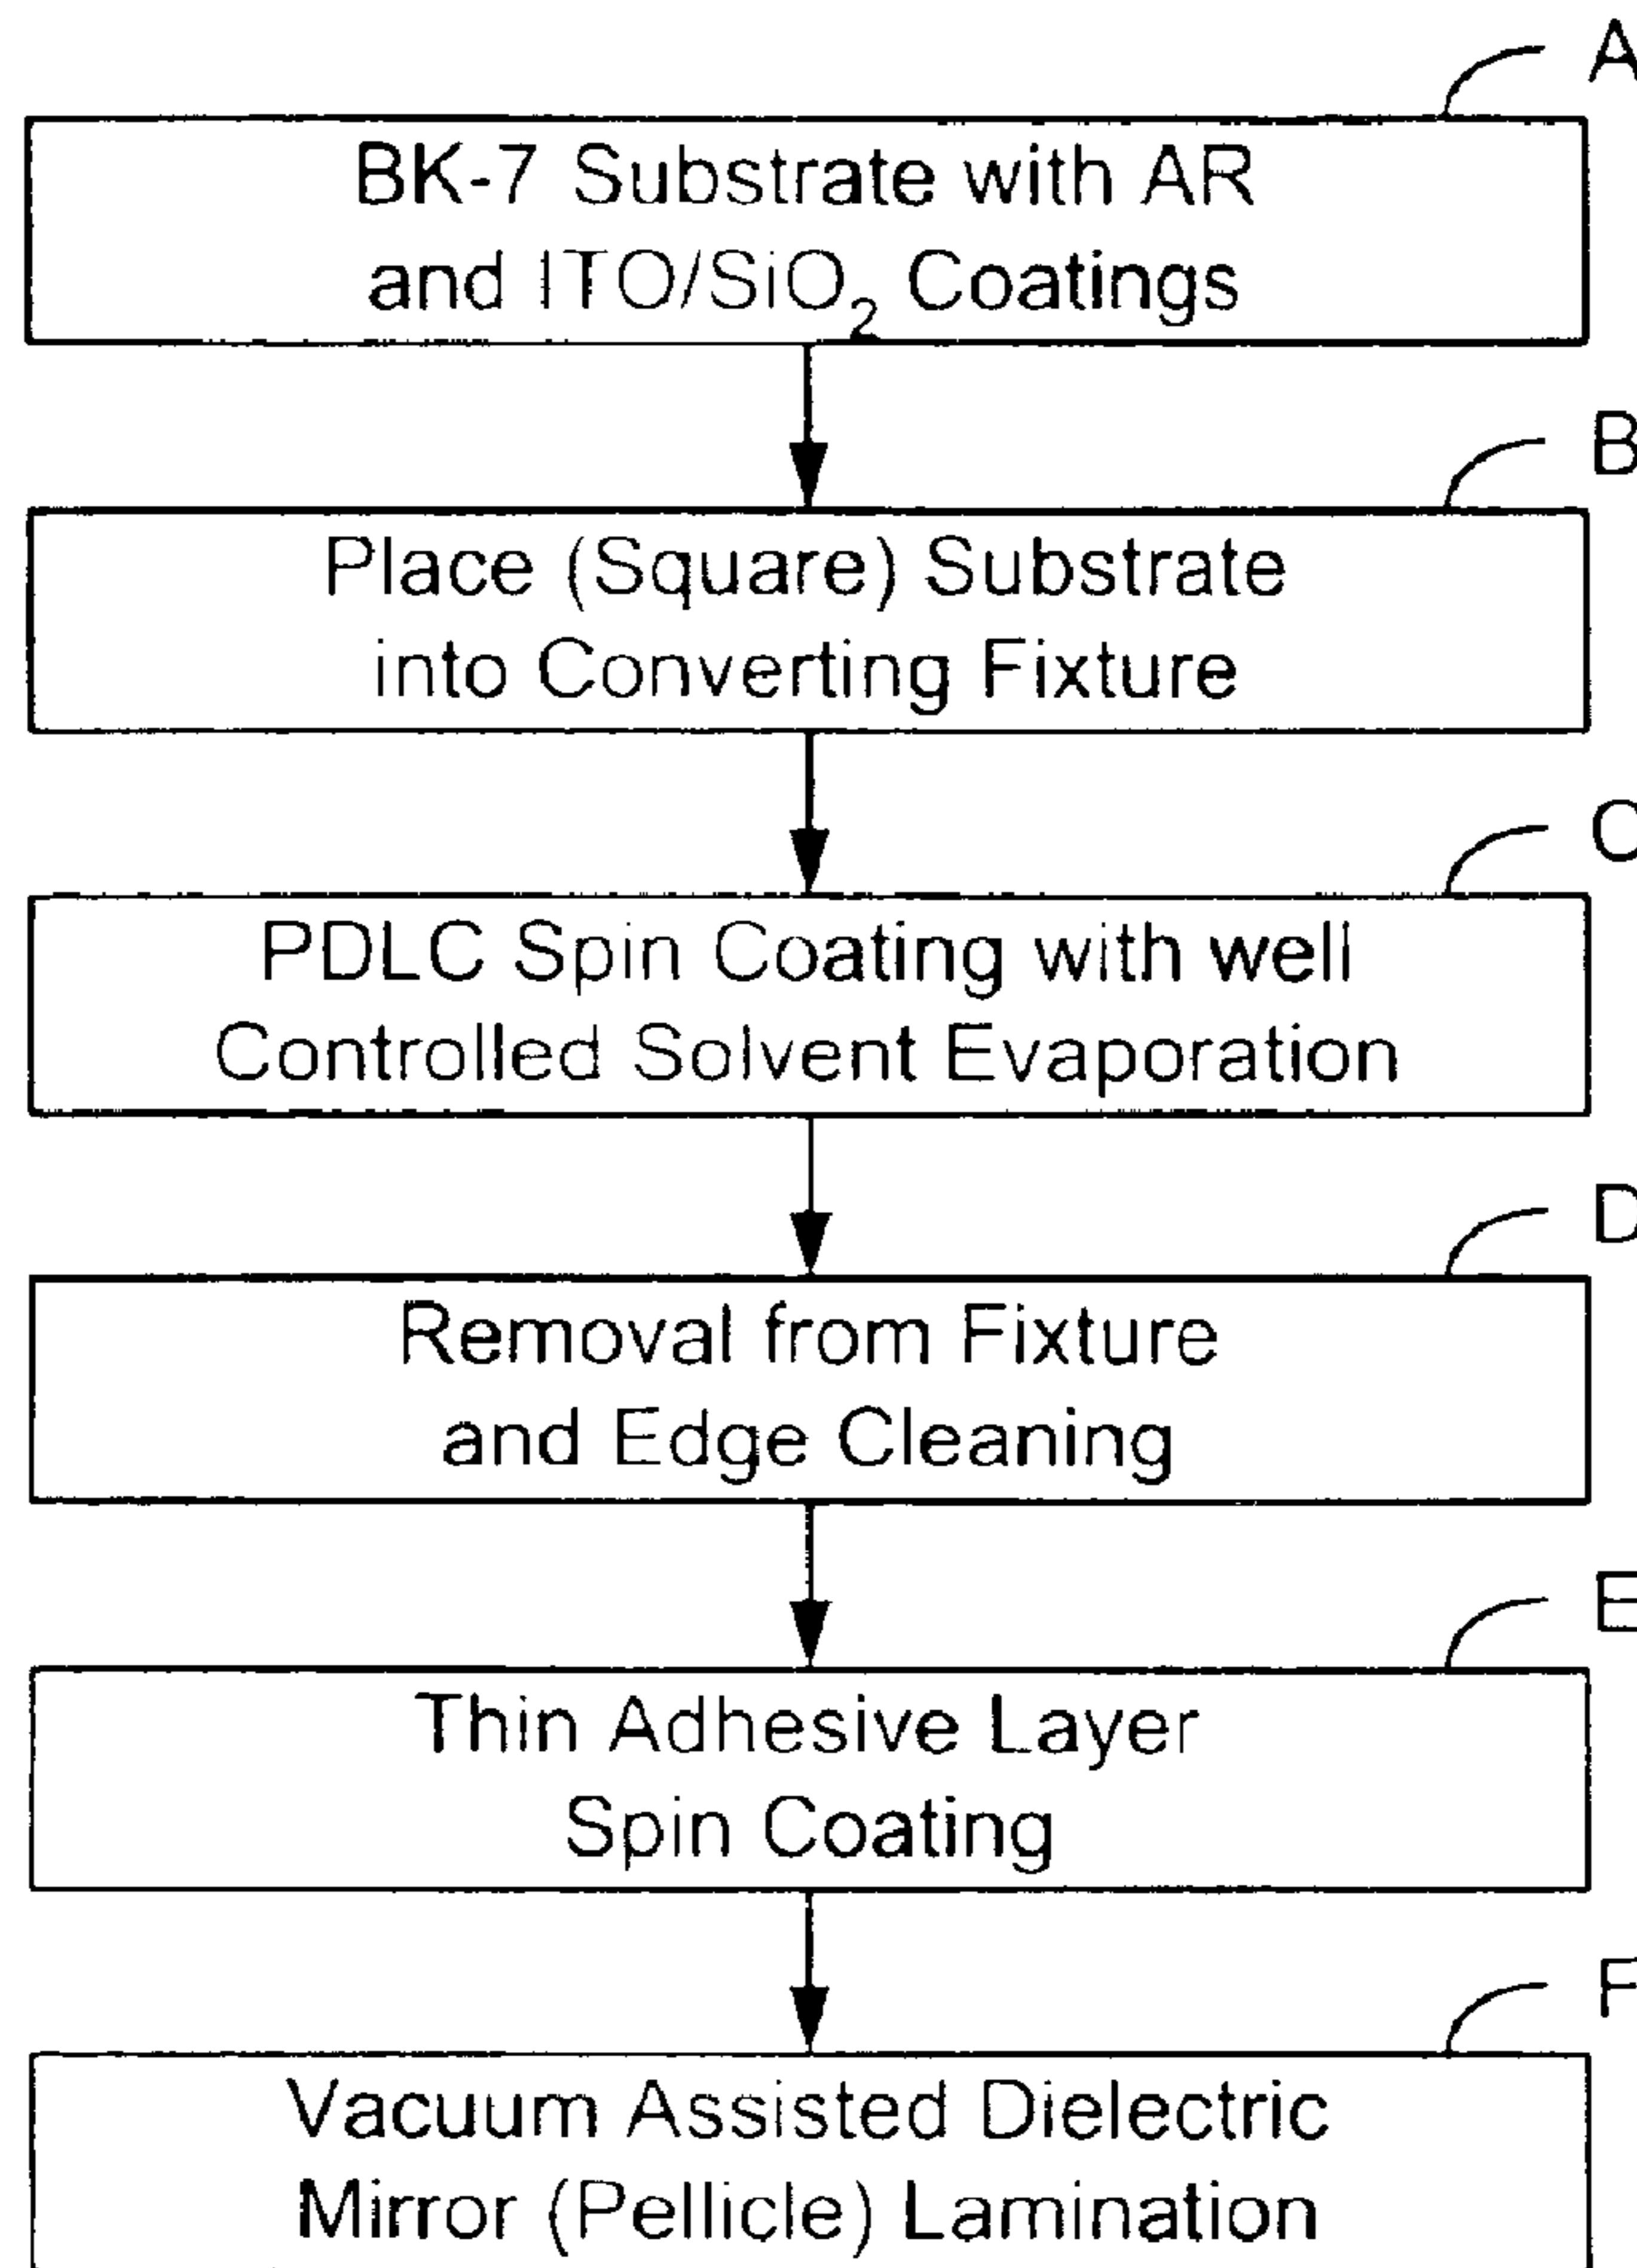 A
BK-7 Substrate with AR
and ITO/SiO₂ Coatings
B
Place (Square) Substrate
into Converting Fixture
C
PDLC Spin Coating with well
Controlled Solvent Evaporation
D
Removal from Fixture
and Edge Cleaning
E
Thin Adhesive Layer
Spin Coating
F
Vacuum Assisted Dielectric
Mirror (Pellicle) Lamination